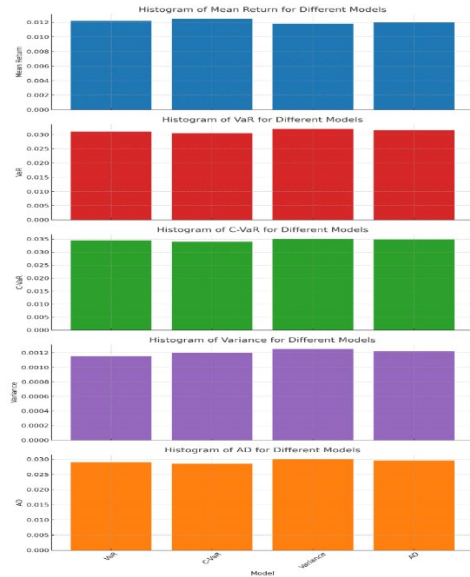 Histogram of Mean Return for Different Models
0.012
0.010
0.008
0.006
0.004
0.002
0.000
Mean Return
Histogram of VaR for Different Models
0.030
0.025
0.020
0.015
0.010
0.005
0.000
VaR
Histogram of C-VaR for Different Models
0.035
0.030
0.025
0.020
0.015
0.010
0.005
0.000
C-VaR
Histogram of Variance for Different Models
0.0012
0.0010
0.0008
0.0006
0.0004
0.0002
0.0000
Variance
Histogram of AD for Different Models
0.030
0.025
0.020
0.015
0.010
0.005
0.000
AD
VaR
C-VaR
Variance
AD
Model